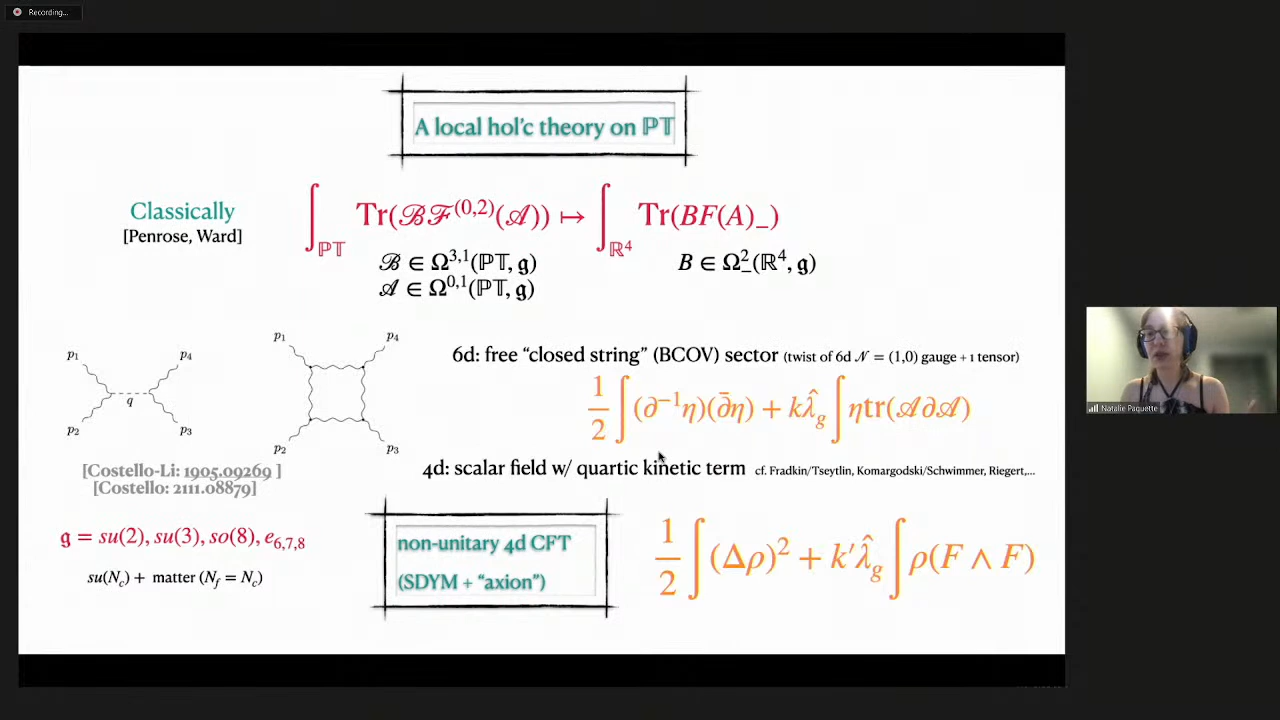 Recording...
A local hol'c theory on ℙ𝕋
Classically
[Penrose, Ward]
∫_ℙ𝕋 Tr(ℬℱ^(0,2)(𝒜)) ↦ ∫_ℝ⁴ Tr(BF(A)_)
ℬ ∈ Ω^3,1(ℙ𝕋, 𝔤)
𝒜 ∈ Ω^0,1(ℙ𝕋, 𝔤)
B ∈ Ω²_(ℝ⁴, 𝔤)
p₁ p₄
q
p₂ p₃
p₁ p₄
p₂ p₃
[Costello-Li: 1905.09269 ]
[Costello: 2111.08879]
6d: free “closed string” (BCOV) sector (twist of 6d 𝒩 = (1,0) gauge + 1 tensor)
1/2 ∫(∂⁻¹η)(∂̄η) + kλ̂_g ∫ ηtr(𝒜∂𝒜)
4d: scalar field w/ quartic kinetic term cf. Fradkin/Tseytlin, Komargodski/Schwimmer, Riegert,...
𝔤 = su(2), su(3), so(8), e_6,7,8
su(N_c) + matter (N_f = N_c)
non-unitary 4d CFT
(SDYM + “axion”)
1/2 ∫(Δρ)² + k′λ̂_g ∫ ρ(F ∧ F)
Natalie Paquette